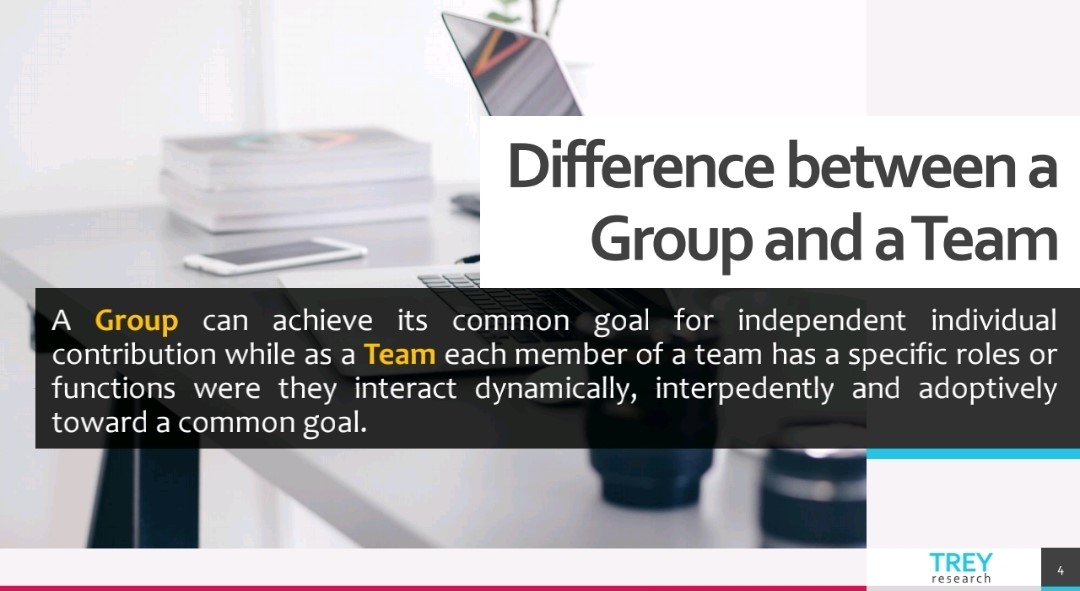 Difference between a
Group and a Team
A Group can achieve its common goal for independent individual
contribution while as a Team each member of a team has a specific roles or
functions were they interact dynamically, interpedently and adoptively
toward a common goal.
TREY
research
4